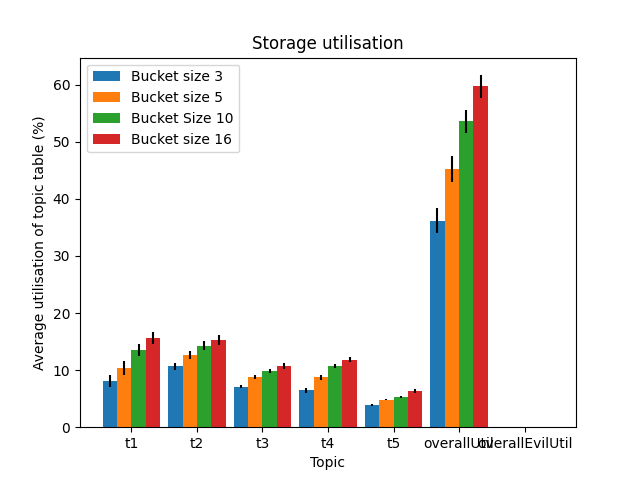 Storage utilisation
Bucket size 3
Bucket size 5
Bucket Size 10
Bucket size 16
Average utilisation of topic table (%)
60
50
40
30
20
10
0
t1 t2 t3 t4 t5 overallUtil overallEvilUtil
Topic